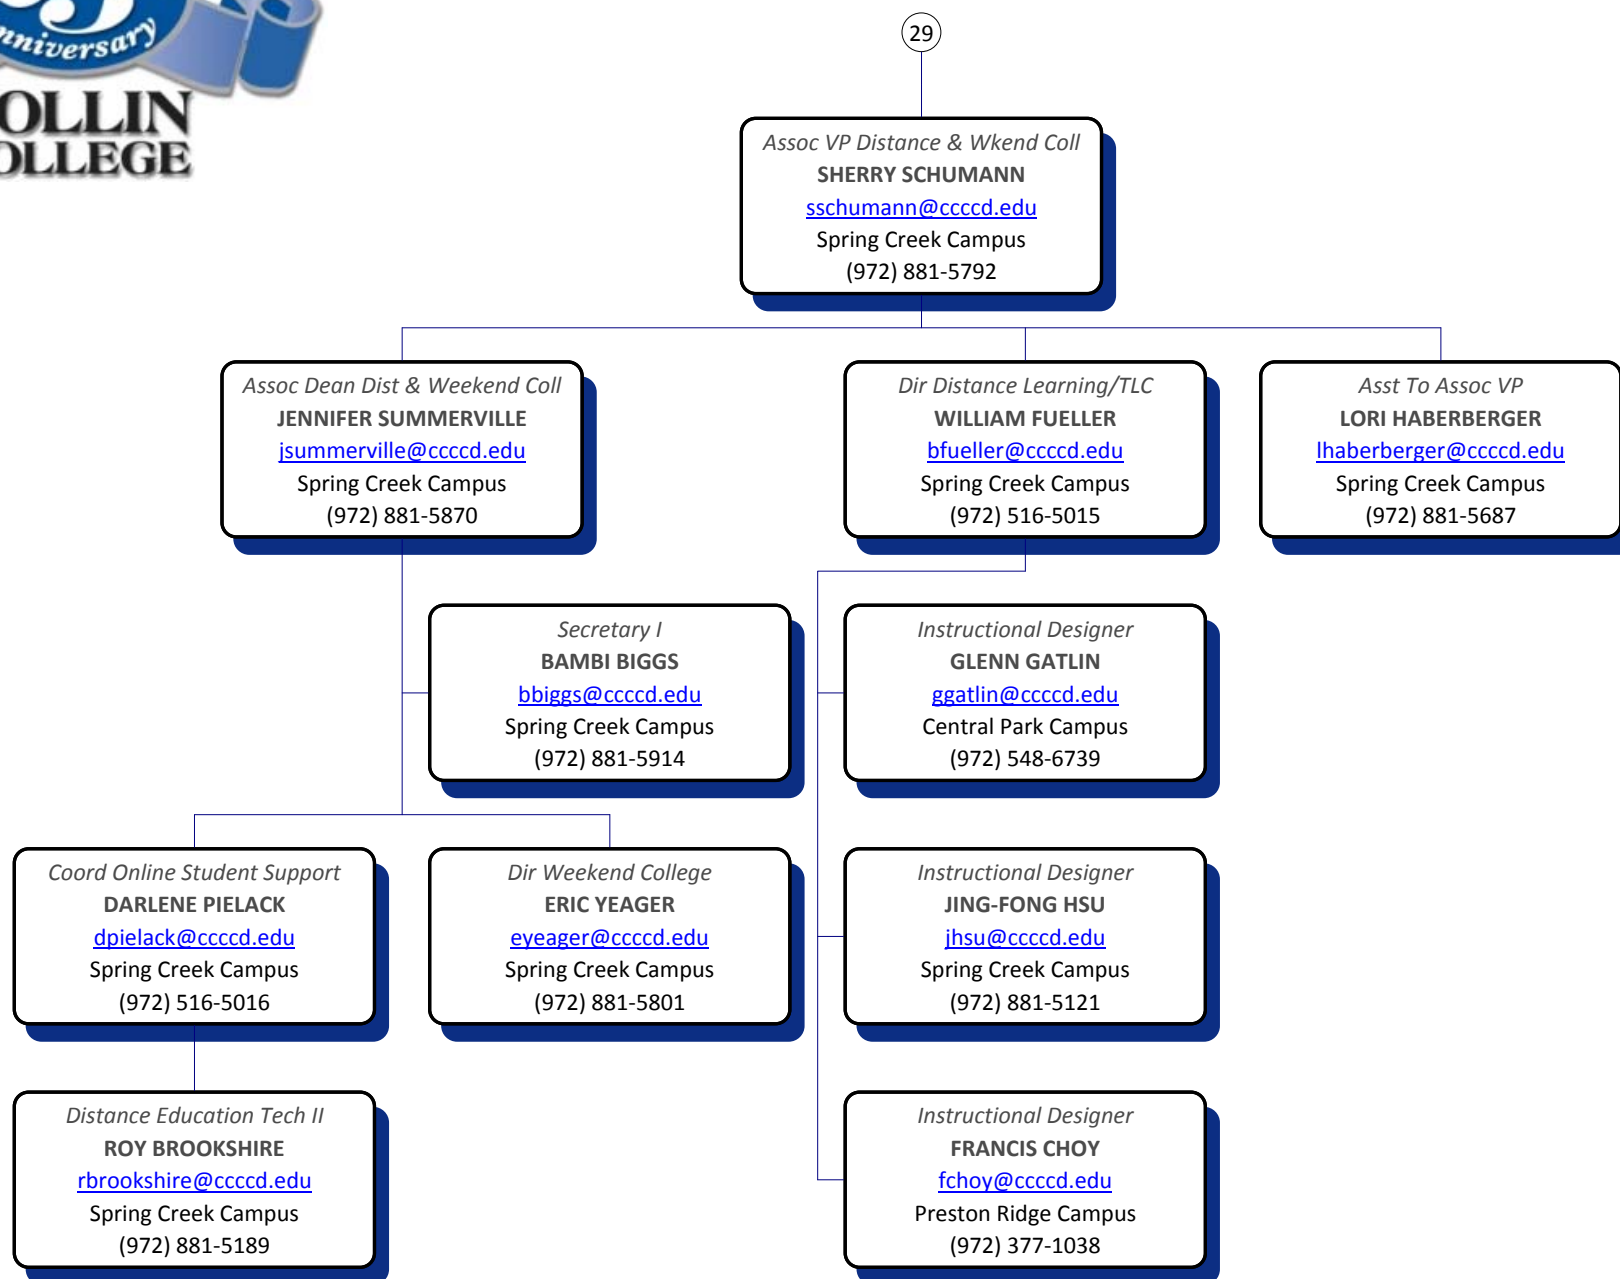 nniversary
OLLIN
OLLEGE
29
Assoc VP Distance & Wkend Coll
SHERRY SCHUMANN
sschumann@ccccd.edu
Spring Creek Campus
(972) 881-5792
Assoc Dean Dist & Weekend Coll
JENNIFER SUMMERVILLE
jsummerville@ccccd.edu
Spring Creek Campus
(972) 881-5870
Dir Distance Learning/TLC
WILLIAM FUELLER
bfueller@ccccd.edu
Spring Creek Campus
(972) 516-5015
Asst To Assoc VP
LORI HABERBERGER
lhaberberger@ccccd.edu
Spring Creek Campus
(972) 881-5687
Secretary I
BAMBI BIGGS
bbiggs@ccccd.edu
Spring Creek Campus
(972) 881-5914
Instructional Designer
GLENN GATLIN
ggatlin@ccccd.edu
Central Park Campus
(972) 548-6739
Coord Online Student Support
DARLENE PIELACK
dpielack@ccccd.edu
Spring Creek Campus
(972) 516-5016
Dir Weekend College
ERIC YEAGER
eyeager@ccccd.edu
Spring Creek Campus
(972) 881-5801
Instructional Designer
JING-FONG HSU
jhsu@ccccd.edu
Spring Creek Campus
(972) 881-5121
Distance Education Tech II
ROY BROOKSHIRE
rbrookshire@ccccd.edu
Spring Creek Campus
(972) 881-5189
Instructional Designer
FRANCIS CHOY
fchoy@ccccd.edu
Preston Ridge Campus
(972) 377-1038